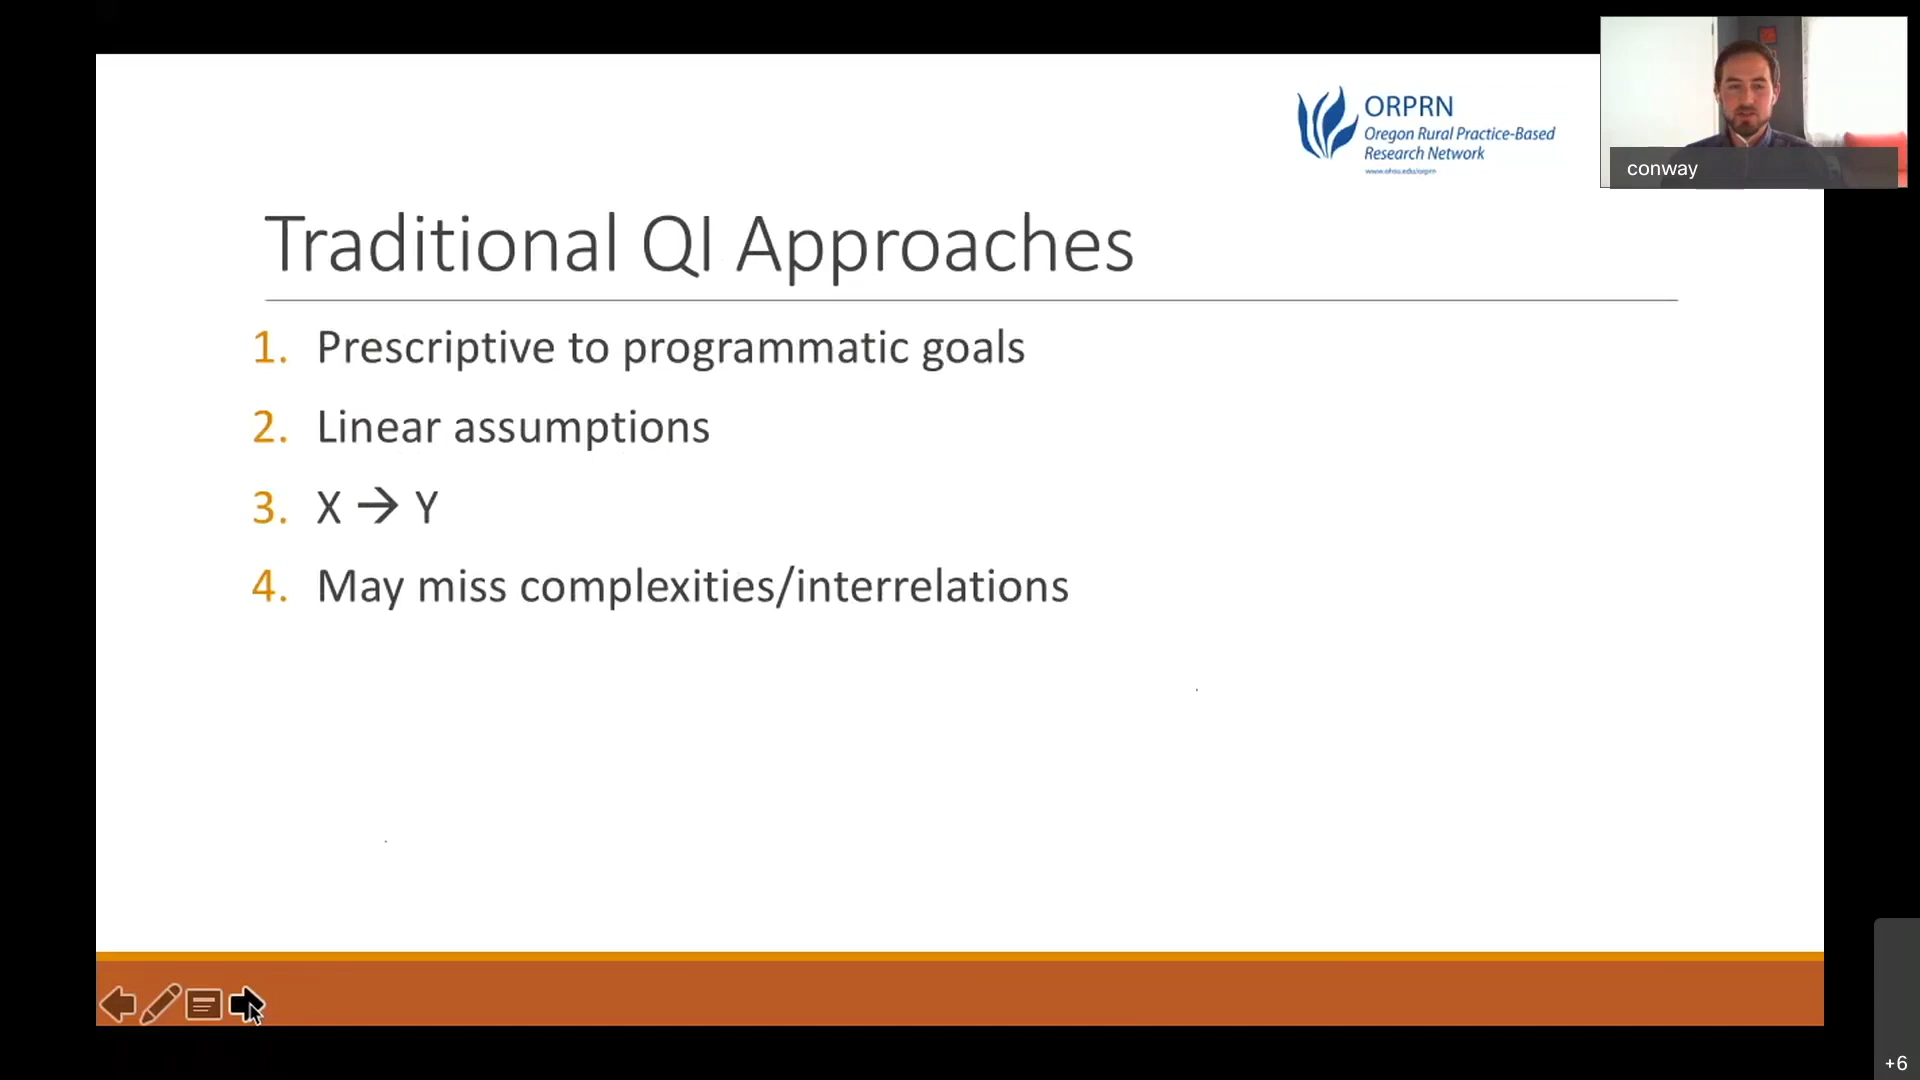 ORPRN
Oregon Rural Practice-Based
Research Network
www.ohsu.edu/orprn
conway
Traditional QI Approaches
1. Prescriptive to programmatic goals
2. Linear assumptions
3. X → Y
4. May miss complexities/interrelations
+6